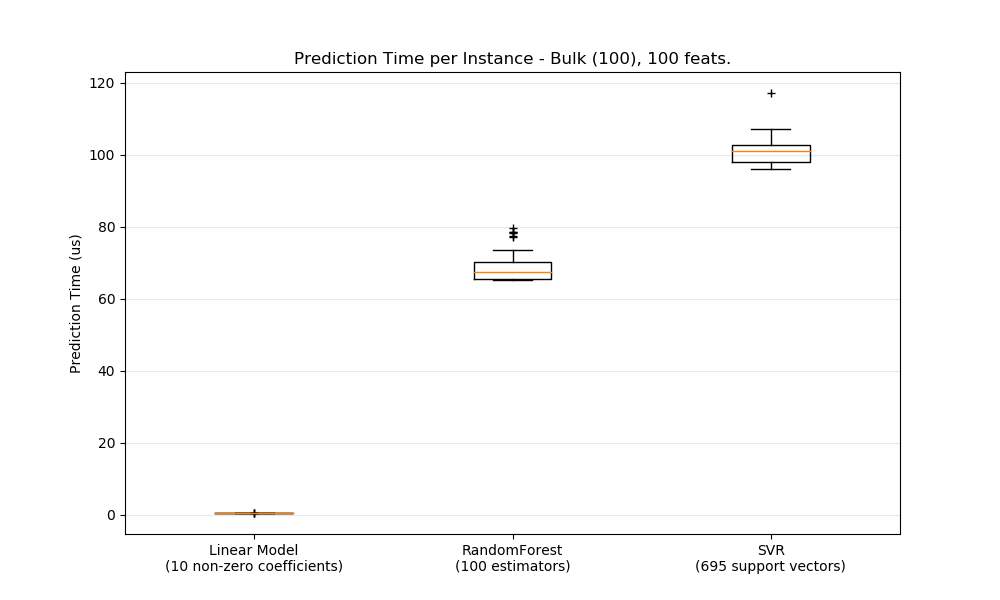 Prediction Time per Instance - Bulk (100), 100 feats.
Prediction Time (us)
120
100
80
60
40
20
0
Linear Model
(10 non-zero coefficients)
RandomForest
(100 estimators)
SVR
(695 support vectors)